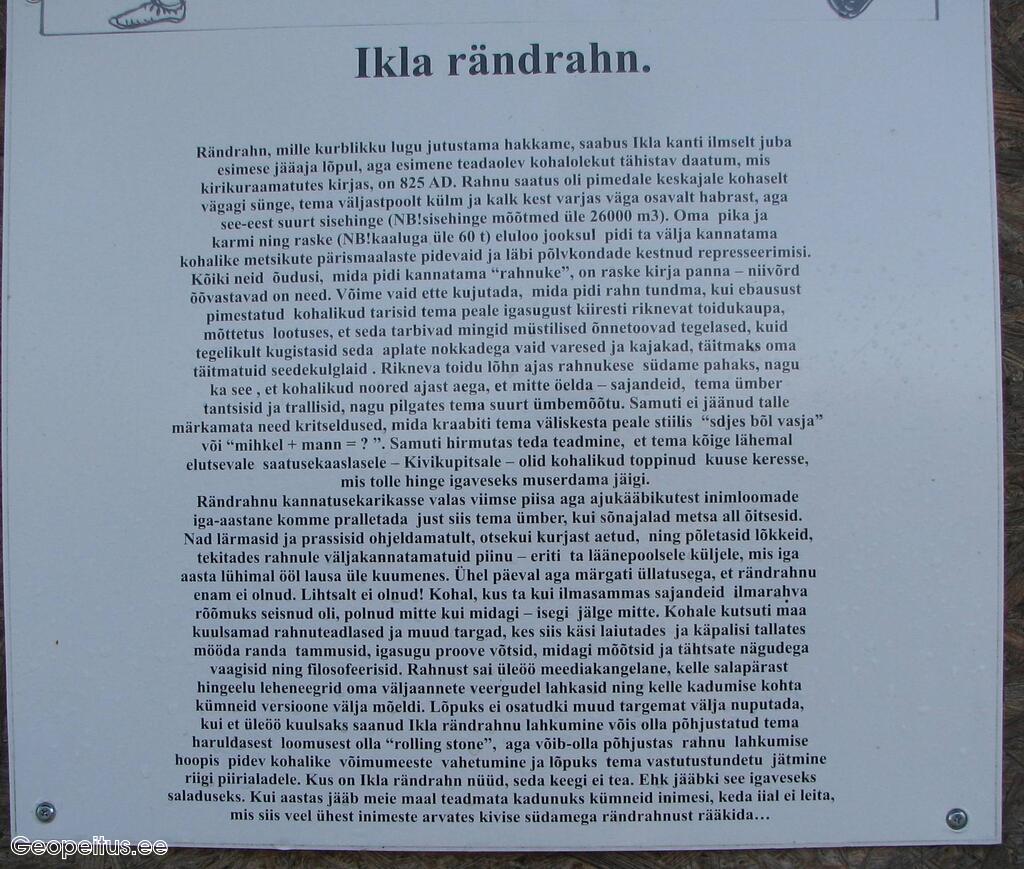 Ikla rändrahn.
Rändrahn, mille kurblikku lugu jutustama hakkame, saabus Ikla kanti ilmselt juba
esimese jääaja lõpul, aga esimene teadaolev kohalolekut tähistav daatum, mis
kirikuraamatutes kirjas, on 825 AD. Rahnu saatus oli pimedale keskajale kohaselt
vägagi sünge, tema väljastpoolt külm ja kalk kest varjas väga osavalt habrast, aga
see-eest suurt sisehinge (NB!sisehinge mõõtmed üle 26000 m3). Oma pika ja
karmi ning raske (NB!kaaluga üle 60 t) eluloo jooksul pidi ta välja kannatama
kohalike metsikute pärismaalaste pidevaid ja läbi põlvkondade kestnud represseerimisi.
Kõiki neid õudusi, mida pidi kannatama “rahnuke”, on raske kirja panna – niivõrd
õõvastavad on need. Võime vaid ette kujutada, mida pidi rahn tundma, kui ebausust
pimestatud kohalikud tarisid tema peale igasugust kiiresti riknevat toidukaupa,
mõttetus lootuses, et seda tarbivad mingid müstilised õnnetoovad tegelased, kuid
tegelikult kugistasid seda aplate nokkadega vaid varesed ja kajakad, täitmaks oma
täitmatuid seedekulglaid . Rikneva toidu lõhn ajas rahnukese südame pahaks, nagu
ka see , et kohalikud noored ajast aega, et mitte öelda – sajandeid, tema ümber
tantsisid ja trallisid, nagu pilgates tema suurt ümbemõõtu. Samuti ei jäänud talle
märkamata need kritseldused, mida kraabiti tema väliskesta peale stiilis “sdjes bõl vasja”
või “mihkel + mann = ? ”. Samuti hirmutas teda teadmine, et tema kõige lähemal
elutsevale saatusekaaslasele – Kivikupitsale – olid kohalikud toppinud kuuse keresse,
mis tolle hinge igaveseks muserdama jäigi.
Rändrahnu kannatusekarikasse valas viimse piisa aga ajukääbikutest inimloomade
iga-aastane komme pralletada just siis tema ümber, kui sõnajalad metsa all õitsesid.
Nad lärmasid ja prassisid ohjeldamatult, otsekui kurjast aetud, ning põletasid lõkkeid,
tekitades rahnule väljakannatamatuid piinu – eriti ta läänepoolsele küljele, mis iga
aasta lühimal ööl lausa üle kuumenes. Ühel päeval aga märgati üllatusega, et rändrahnu
enam ei olnud. Lihtsalt ei olnud! Kohal, kus ta kui ilmasammas sajandeid ilmarahva
rõõmuks seisnud oli, polnud mitte kui midagi – isegi jälge mitte. Kohale kutsuti maa
kuulsamad rahnuteadlased ja muud targad, kes siis käsi laiutades ja käpalisi tallates
mööda randa tammusid, igasugu proove võtsid, midagi mõõtsid ja tähtsate nägudega
vaagisid ning filosofeerisid. Rahnust sai üleöö meediakangelane, kelle salapärast
hingeelu leheneegrid oma väljaannete veergudel lahkasid ning kelle kadumise kohta
kümneid versioone välja mõeldi. Lõpuks ei osatudki muud targemat välja nuputada,
kui et üleöö kuulsaks saanud Ikla rändrahnu lahkumine võis olla põhjustatud tema
haruldasest loomusest olla “rolling stone”, aga võib-olla põhjustas rahnu lahkumise
hoopis pidev kohalike võimumeeste vahetumine ja lõpuks tema vastutustundetu jätmine
riigi piirialadele. Kus on Ikla rändrahn nüüd, seda keegi ei tea. Ehk jääbki see igaveseks
saladuseks. Kui aastas jääb meie maal teadmata kadunuks kümneid inimesi, keda iial ei leita,
mis siis veel ühest inimeste arvates kivise südamega rändrahnust rääkida…
Geopeitus.ee